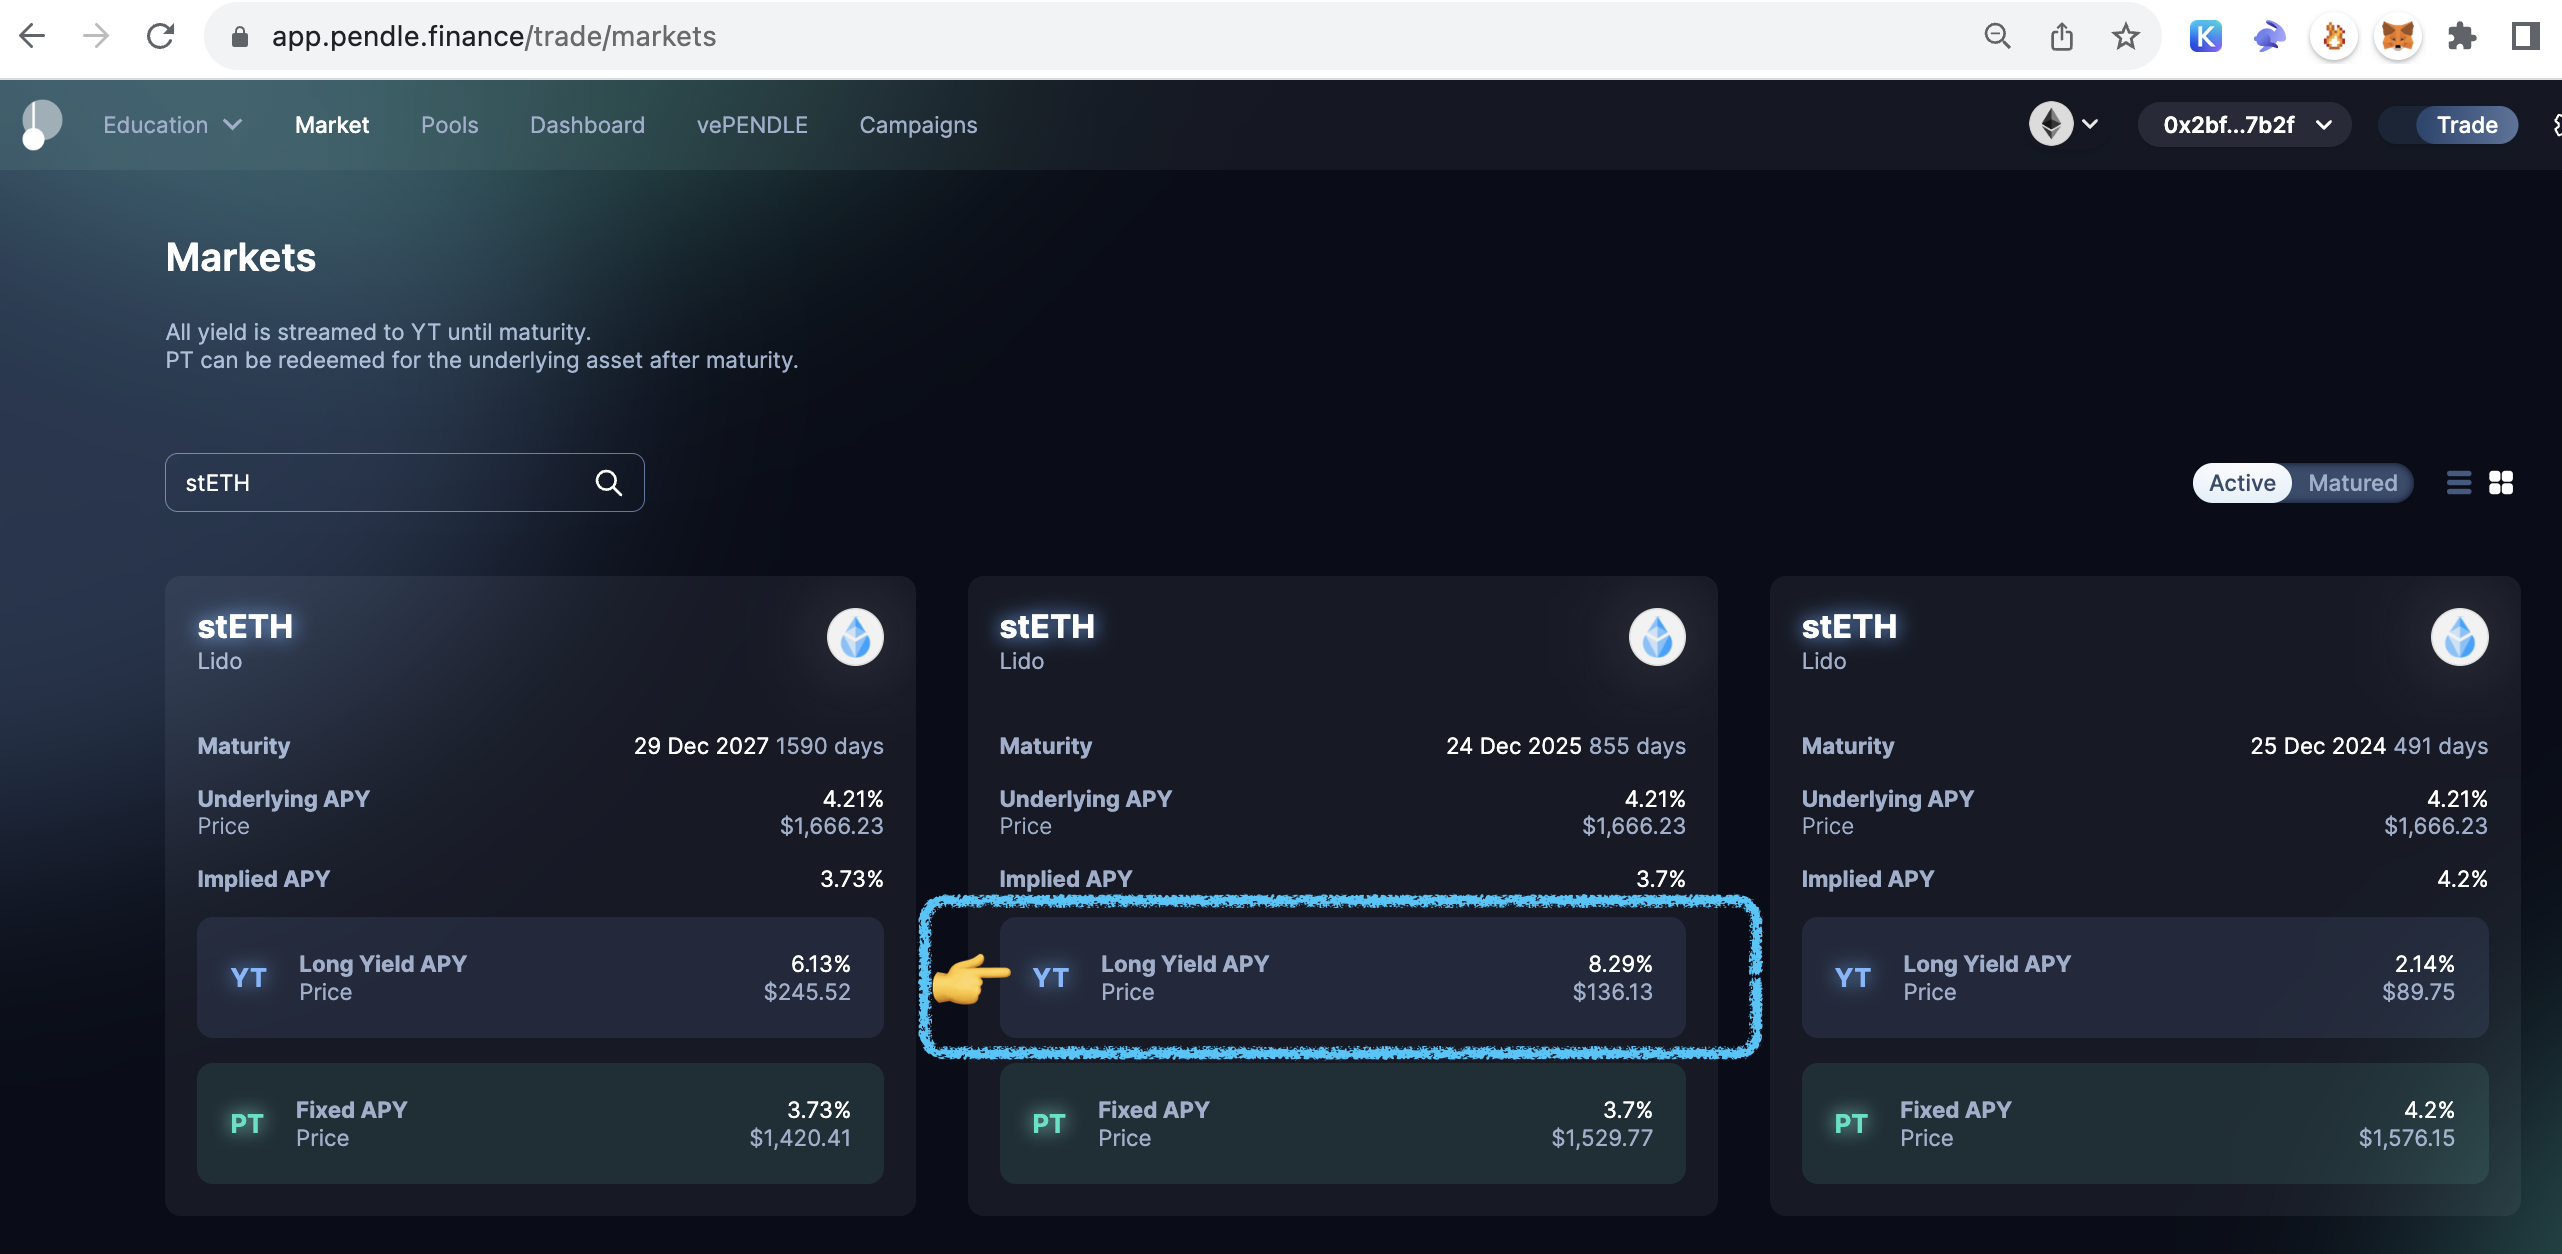 app.pendle.finance/trade/markets
K
Education Market Pools Dashboard vePENDLE Campaigns 0x2bf...7b2f Trade
Markets
All yield is streamed to YT until maturity.
PT can be redeemed for the underlying asset after maturity.
stETH
Active Matured
stETH
Lido
Maturity 29 Dec 2027 1590 days
Underlying APY 4.21%
Price $1,666.23
Implied APY 3.73%
YT Long Yield APY 6.13%
Price $245.52
PT Fixed APY 3.73%
Price $1,420.41
stETH
Lido
Maturity 24 Dec 2025 855 days
Underlying APY 4.21%
Price $1,666.23
Implied APY 3.7%
YT Long Yield APY 8.29%
Price $136.13
PT Fixed APY 3.7%
Price $1,529.77
stETH
Lido
Maturity 25 Dec 2024 491 days
Underlying APY 4.21%
Price $1,666.23
Implied APY 4.2%
YT Long Yield APY 2.14%
Price $89.75
PT Fixed APY 4.2%
Price $1,576.15